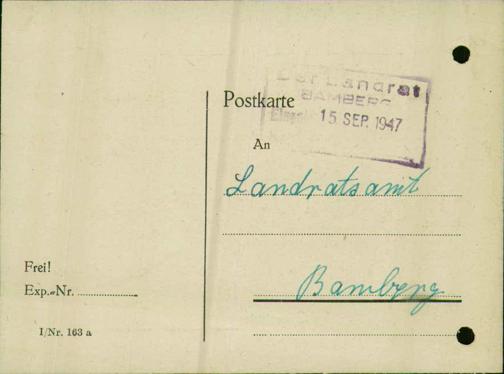 Postkarte
Der Landrat
BAMBERG
15 SEP. 1947
An
Landratsamt
Bamberg
Frei!
Exp.-Nr.
I/Nr. 163 a